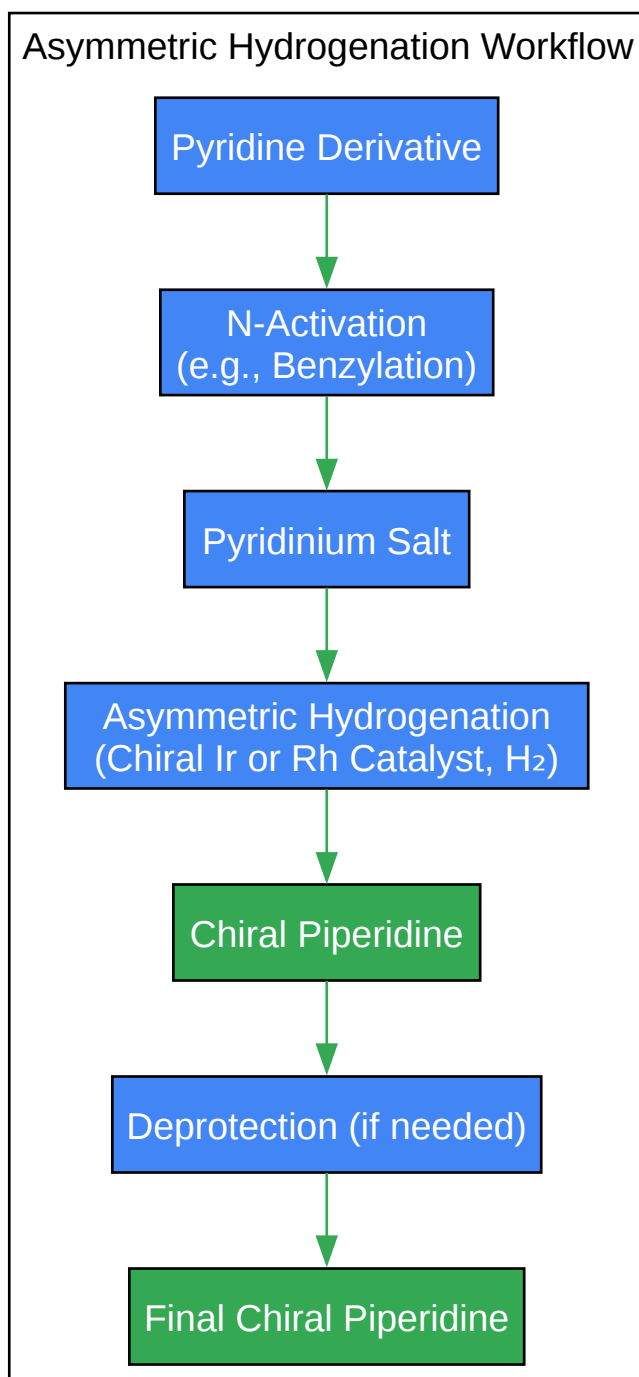 Asymmetric Hydrogenation Workflow
Pyridine Derivative
N-Activation
(e.g., Benzylation)
Pyridinium Salt
Asymmetric Hydrogenation
(Chiral Ir or Rh Catalyst, H₂)
Chiral Piperidine
Deprotection (if needed)
Final Chiral Piperidine